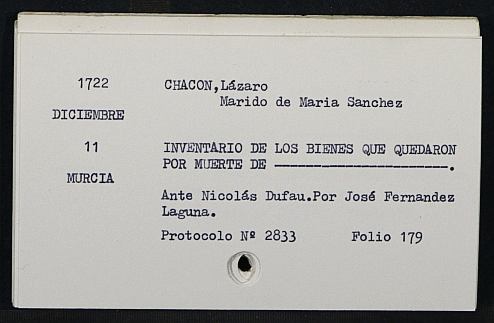 1722
DICIEMBRE
11
MURCIA
CHACON,Lázaro
Marido de Maria Sanchez
INVENTARIO DE LOS BIENES QUE QUEDARON
POR MUERTE DE ----------------------.
Ante Nicolás Dufau.Por José Fernandez
Laguna.
Protocolo Nº 2833 Folio 179